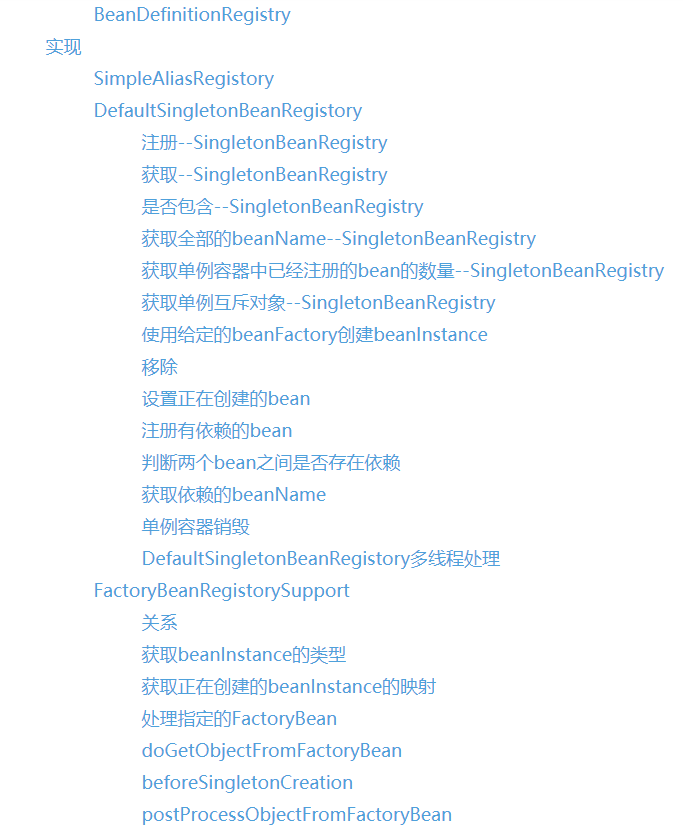 BeanDefinitionRegistry
实现
SimpleAliasRegistory
DefaultSingletonBeanRegistory
注册--SingletonBeanRegistry
获取--SingletonBeanRegistry
是否包含--SingletonBeanRegistry
获取全部的beanName--SingletonBeanRegistry
获取单例容器中已经注册的bean的数量--SingletonBeanRegistry
获取单例互斥对象--SingletonBeanRegistry
使用给定的beanFactory创建beanInstance
移除
设置正在创建的bean
注册有依赖的bean
判断两个bean之间是否存在依赖
获取依赖的beanName
单例容器销毁
DefaultSingletonBeanRegistory多线程处理
FactoryBeanRegistorySupport
关系
获取beanInstance的类型
获取正在创建的beanInstance的映射
处理指定的FactoryBean
doGetObjectFromFactoryBean
beforeSingletonCreation
postProcessObjectFromFactoryBean